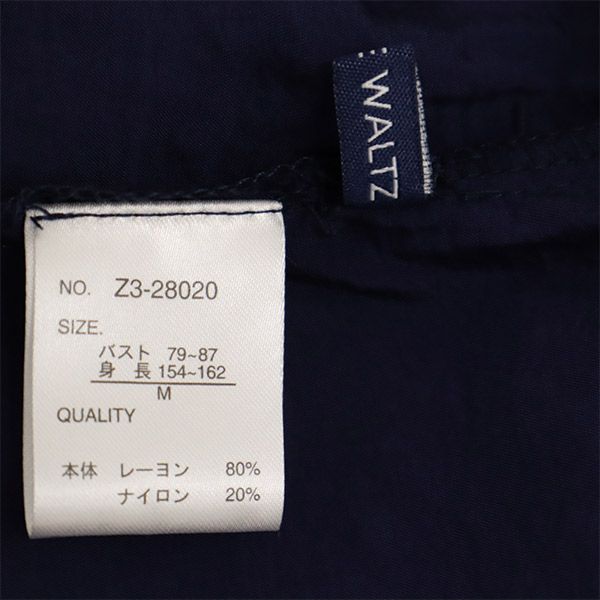 E WALTZ
NO. Z3-28020
SIZE.
バスト 79~87
身 長 154~162
M
QUALITY
本体 レーヨン 80%
ナイロン 20%